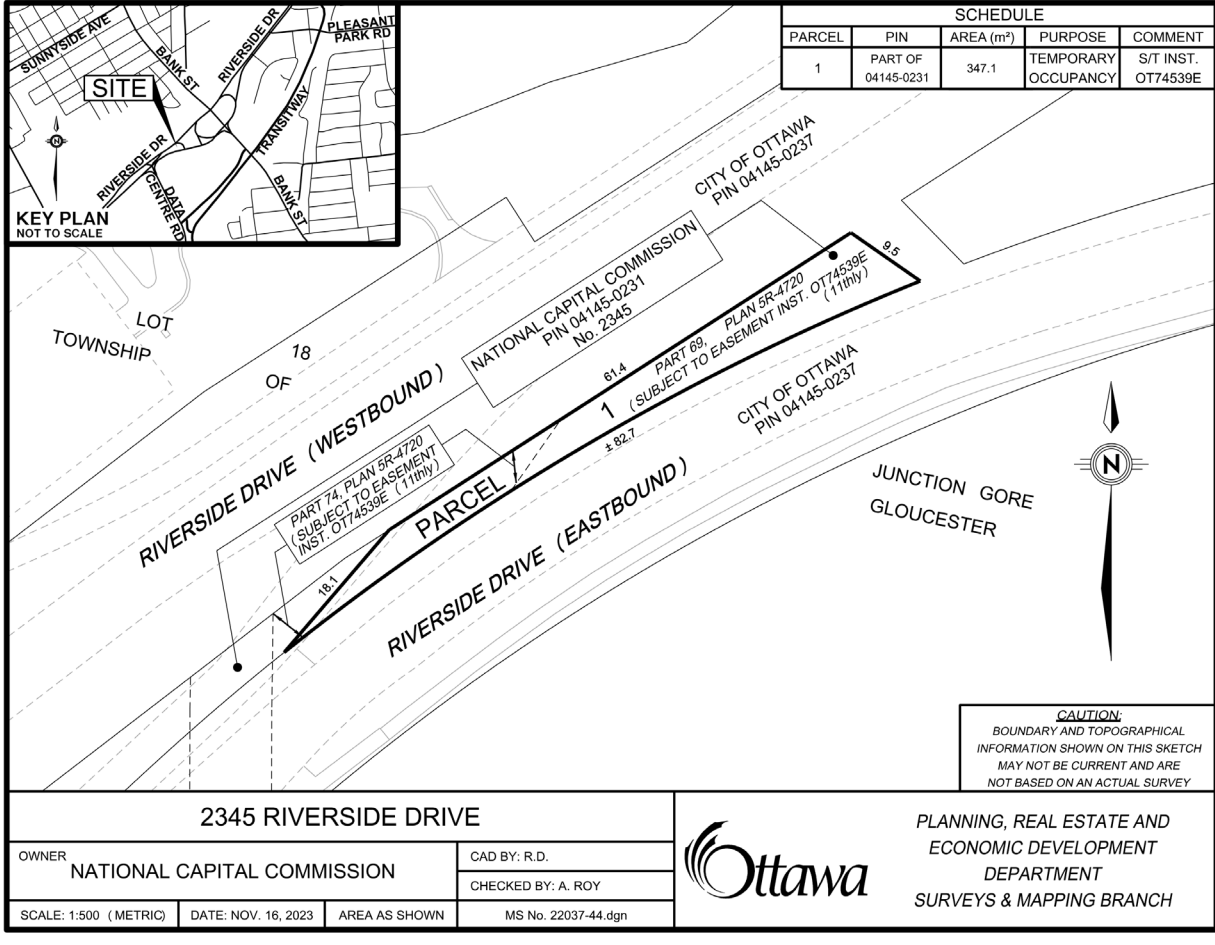 SUNNYSIDE AVE
BANK ST
RIVERSIDE DR
PLEASANT
PARK RD
SITE
TRANSITWAY
N
RIVERSIDE DR
DATA
CENTRE RD
BANK ST
KEY PLAN
NOT TO SCALE
SCHEDULE
PARCEL PIN AREA (m²) PURPOSE COMMENT
1 PART OF 04145-0231 347.1 TEMPORARY OCCUPANCY S/T INST. OT74539E
CITY OF OTTAWA
PIN 04145-0237
NATIONAL CAPITAL COMMISSION
PIN 04145-0231
No. 2345
9.5
PART 69, PLAN 5R-4720
(SUBJECT TO EASEMENT INST. OT74539E
(11thly)
LOT 18
TOWNSHIP OF
61.4
1
CITY OF OTTAWA
PIN 04145-0237
± 82.7
RIVERSIDE DRIVE (WESTBOUND)
PART 74, PLAN 5R-4720
(SUBJECT TO EASEMENT
INST. OT74539E (11thly)
PARCEL
18.1
RIVERSIDE DRIVE (EASTBOUND)
JUNCTION GORE
GLOUCESTER
N
CAUTION:
BOUNDARY AND TOPOGRAPHICAL
INFORMATION SHOWN ON THIS SKETCH
MAY NOT BE CURRENT AND ARE
NOT BASED ON AN ACTUAL SURVEY
2345 RIVERSIDE DRIVE
OWNER
NATIONAL CAPITAL COMMISSION
CAD BY: R.D.
CHECKED BY: A. ROY
SCALE: 1:500 (METRIC) DATE: NOV. 16, 2023 AREA AS SHOWN MS No. 22037-44.dgn
Ottawa
PLANNING, REAL ESTATE AND
ECONOMIC DEVELOPMENT
DEPARTMENT
SURVEYS & MAPPING BRANCH